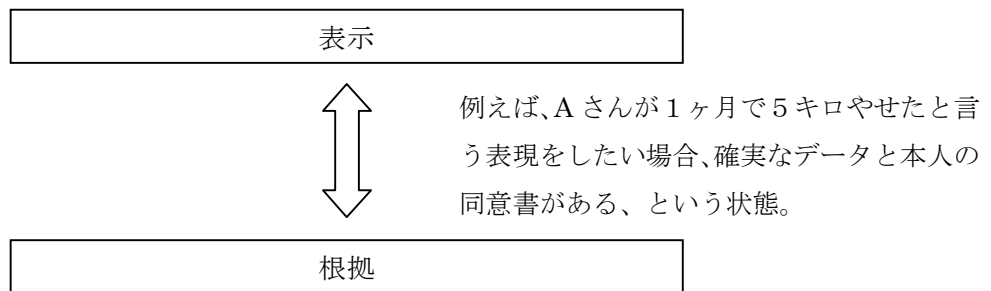 表示
例えば、A さんが１ヶ月で５キロやせたと言
う表現をしたい場合、確実なデータと本人の
同意書がある、という状態。
根拠